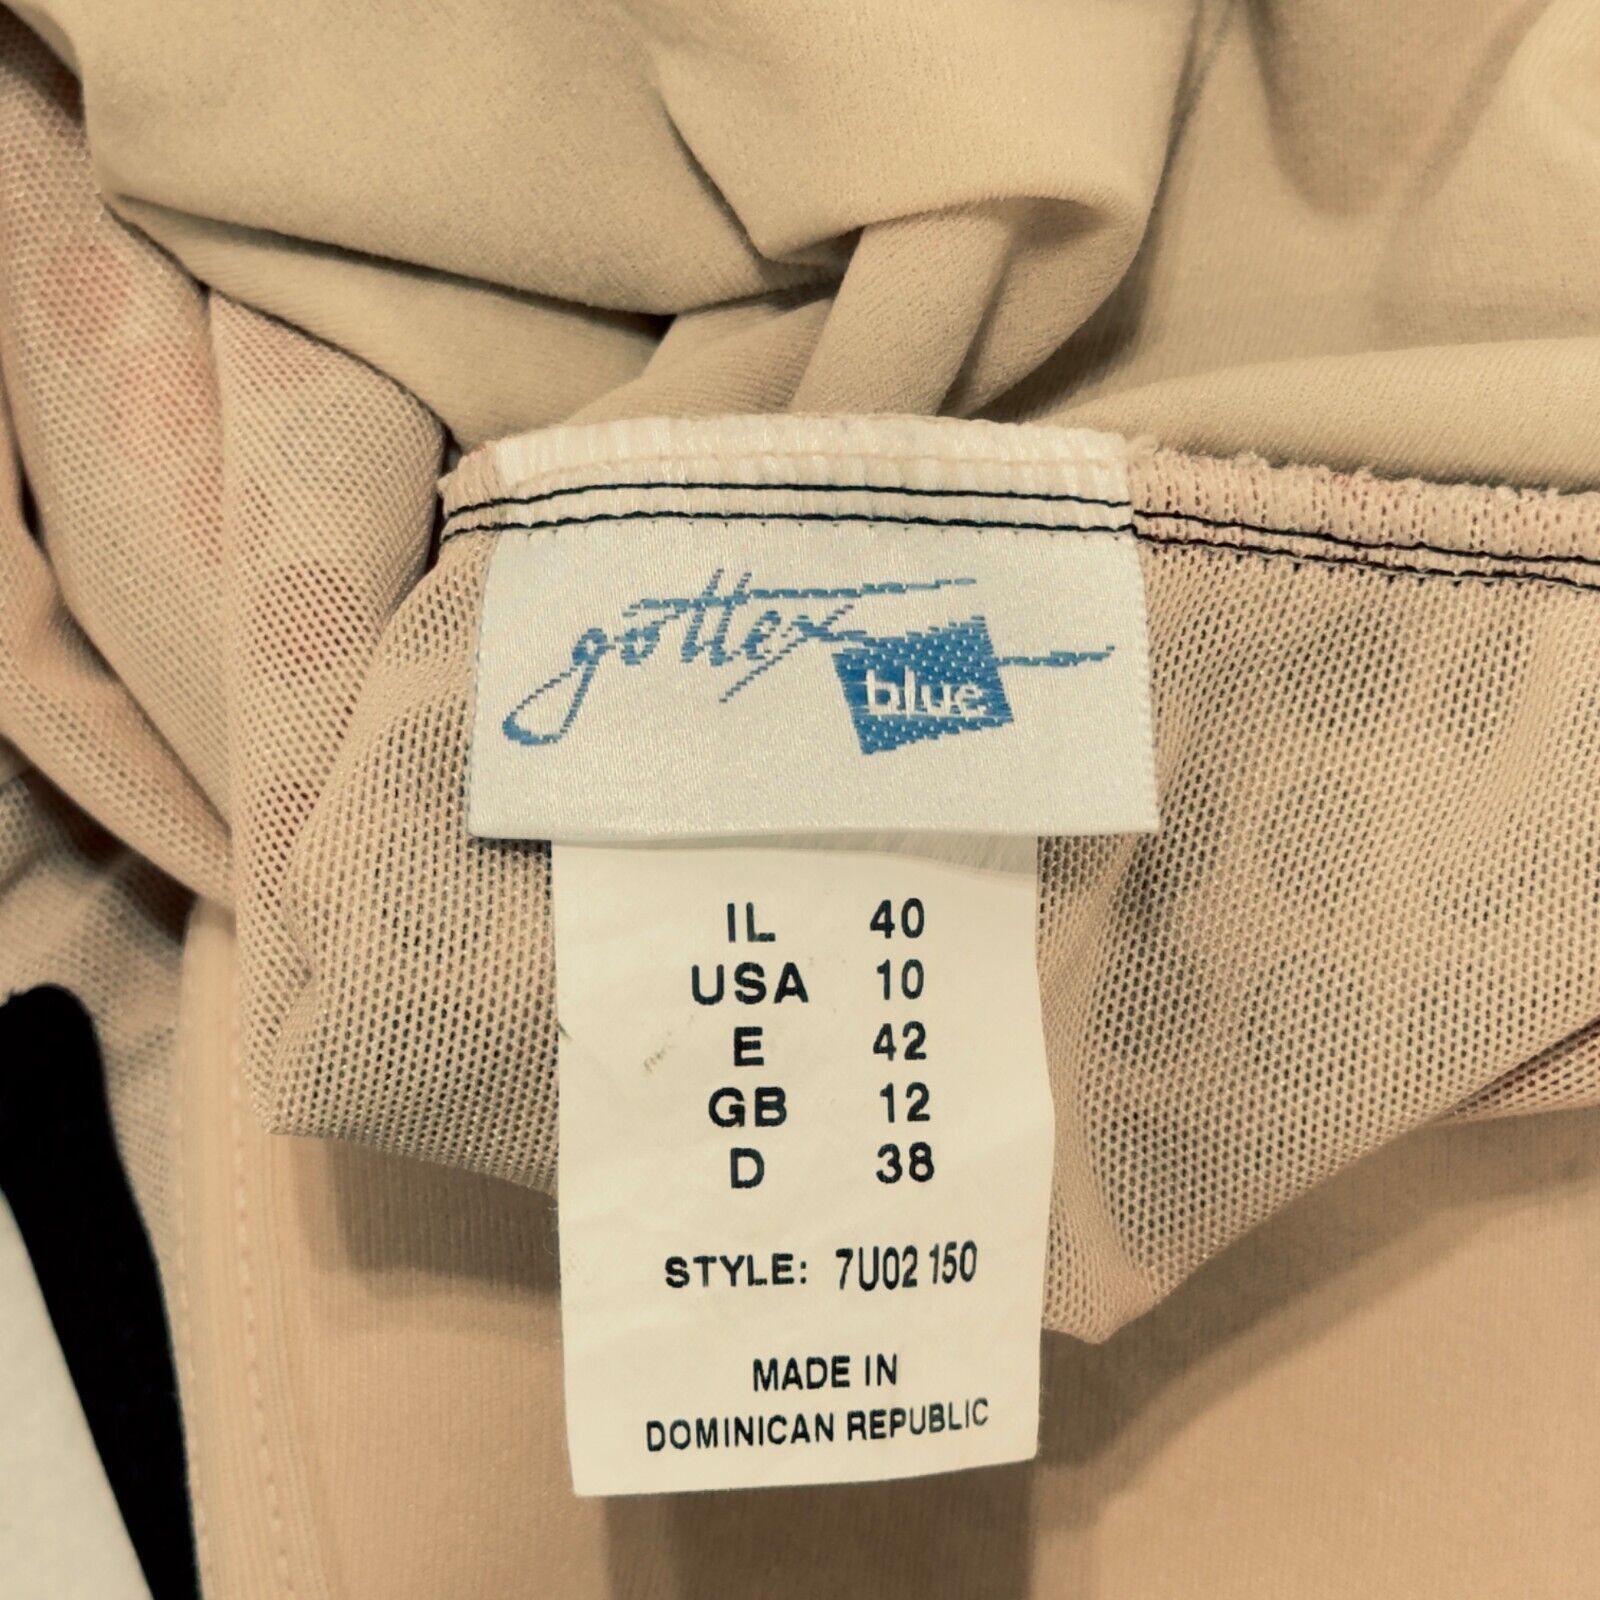 gottex
blue
IL 40
USA 10
E 42
GB 12
D 38
STYLE: 7U02 150
MADE IN
DOMINICAN REPUBLIC